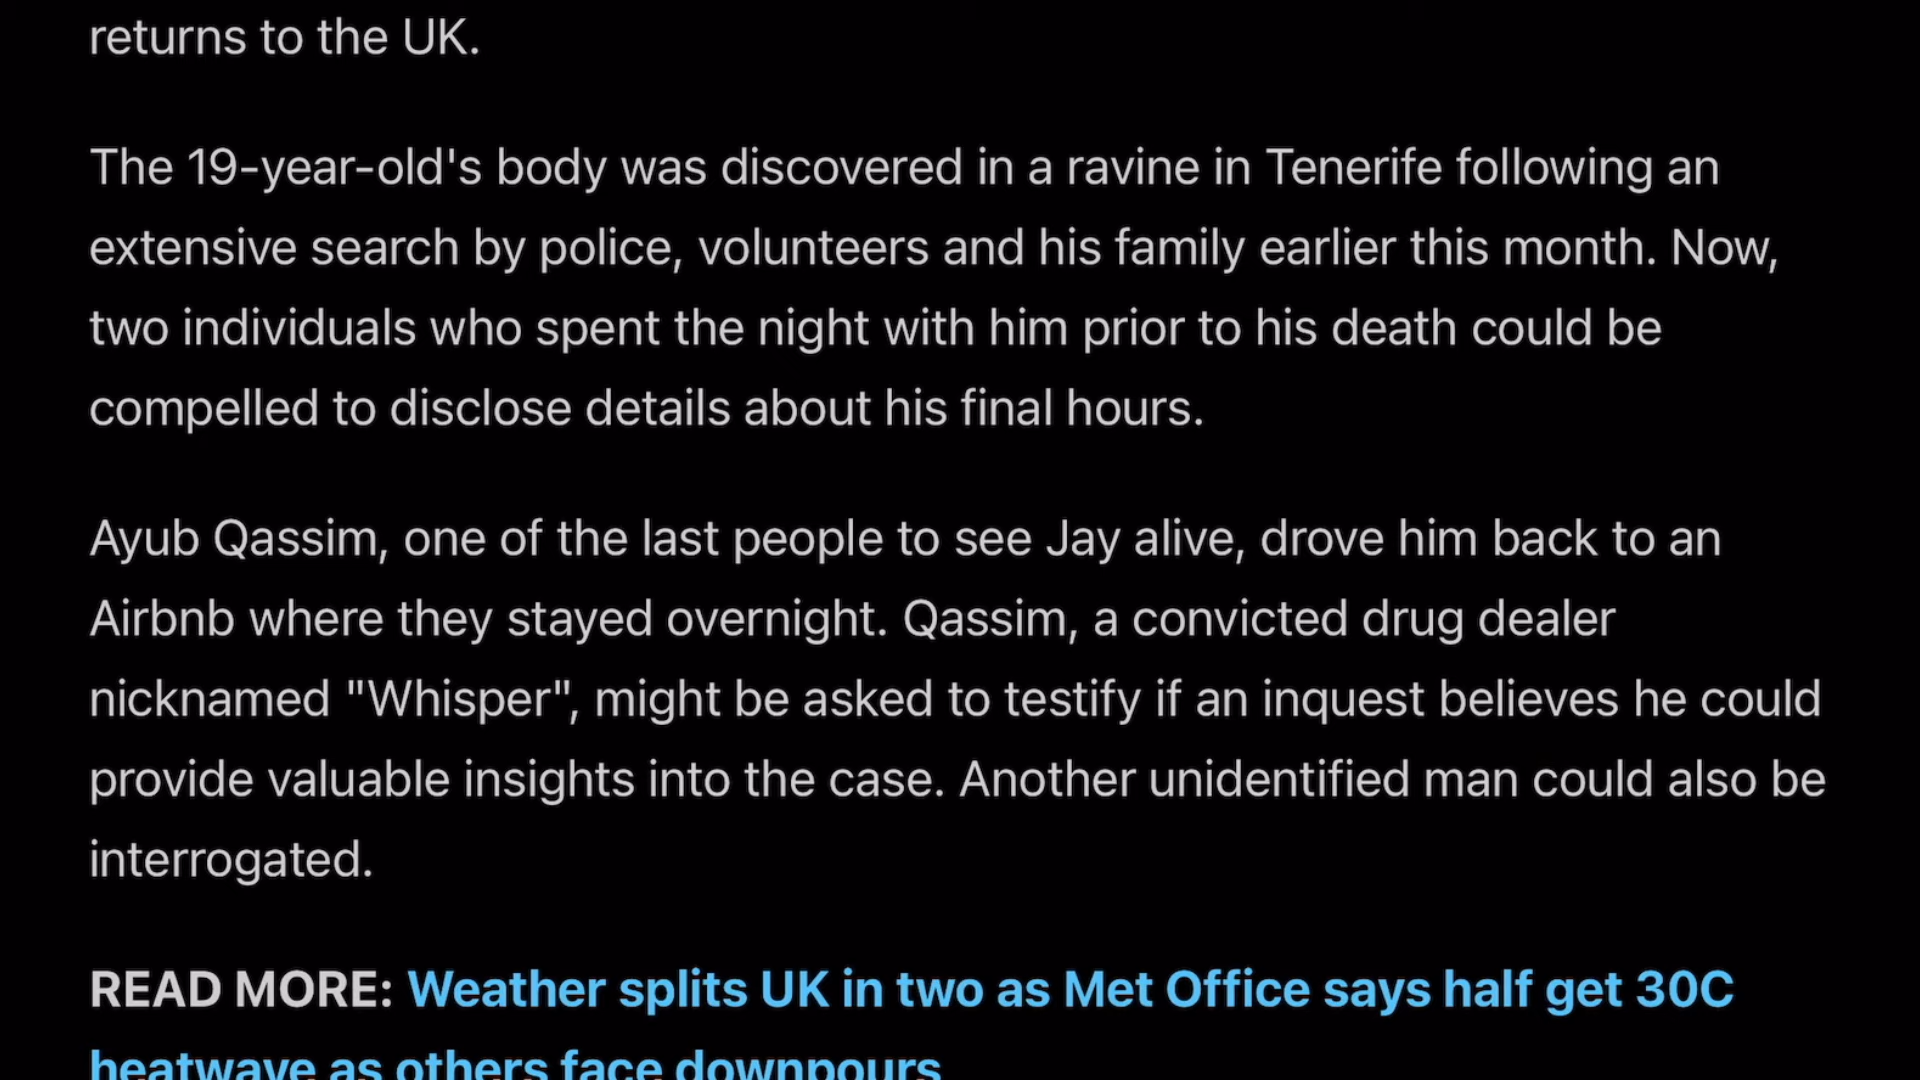 returns to the UK.
The 19-year-old's body was discovered in a ravine in Tenerife following an
extensive search by police, volunteers and his family earlier this month. Now,
two individuals who spent the night with him prior to his death could be
compelled to disclose details about his final hours.
Ayub Qassim, one of the last people to see Jay alive, drove him back to an
Airbnb where they stayed overnight. Qassim, a convicted drug dealer
nicknamed "Whisper", might be asked to testify if an inquest believes he could
provide valuable insights into the case. Another unidentified man could also be
interrogated.
READ MORE: Weather splits UK in two as Met Office says half get 30C
heatwave as others face downpours